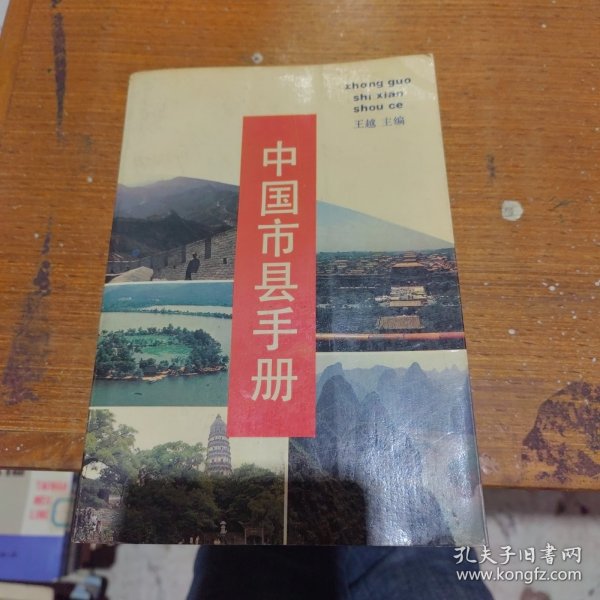 zhong guo
shi xian
shou ce
王越 主编
中国市县手册
孔夫子旧书网
www.kongfz.com